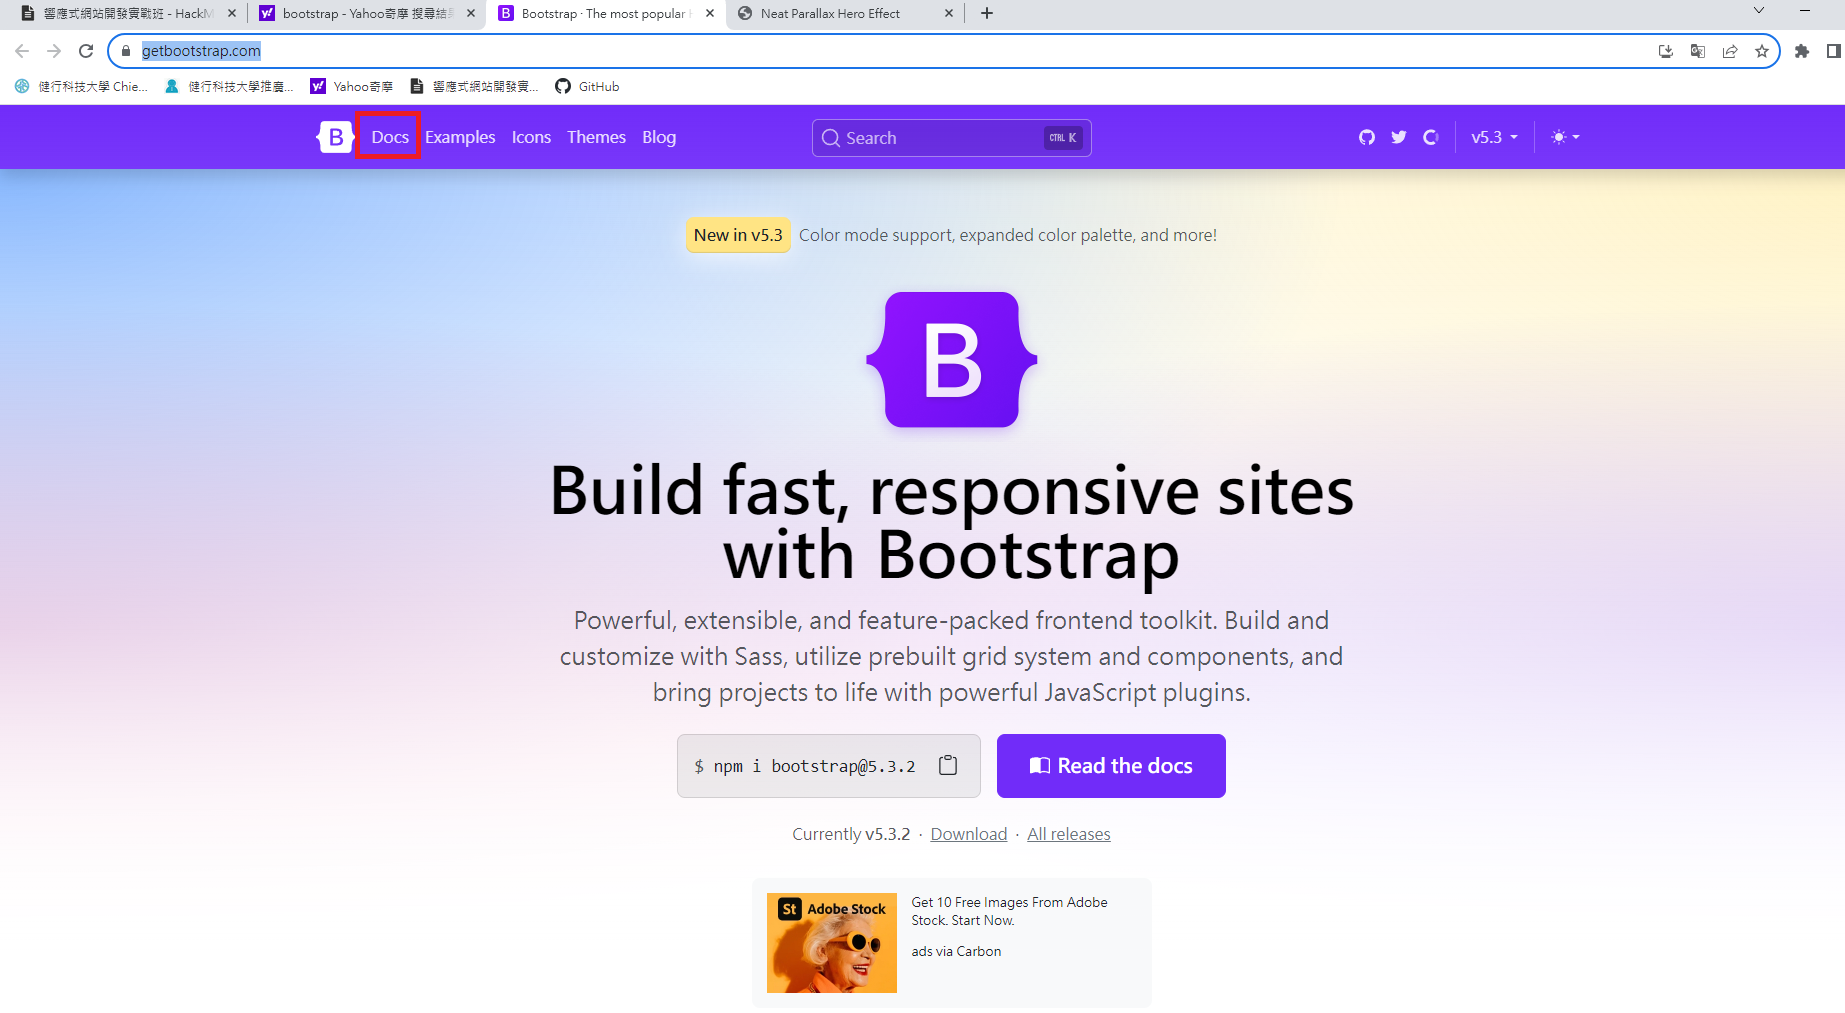 響應式網站開發實戰班 - HackM
bootstrap - Yahoo奇摩 搜尋結果
Bootstrap · The most popular H
Neat Parallax Hero Effect
getbootstrap.com
健行科技大學 Chie...
健行科技大學推廣...
Yahoo奇摩
響應式網站開發實...
GitHub
B
Docs
Examples
Icons
Themes
Blog
Search
CTRL K
v5.3
New in v5.3
Color mode support, expanded color palette, and more!
B
Build fast, responsive sites
with Bootstrap
Powerful, extensible, and feature-packed frontend toolkit. Build and
customize with Sass, utilize prebuilt grid system and components, and
bring projects to life with powerful JavaScript plugins.
$ npm i bootstrap@5.3.2
Read the docs
Currently v5.3.2 · Download · All releases
St Adobe Stock
Get 10 Free Images From Adobe
Stock. Start Now.
ads via Carbon